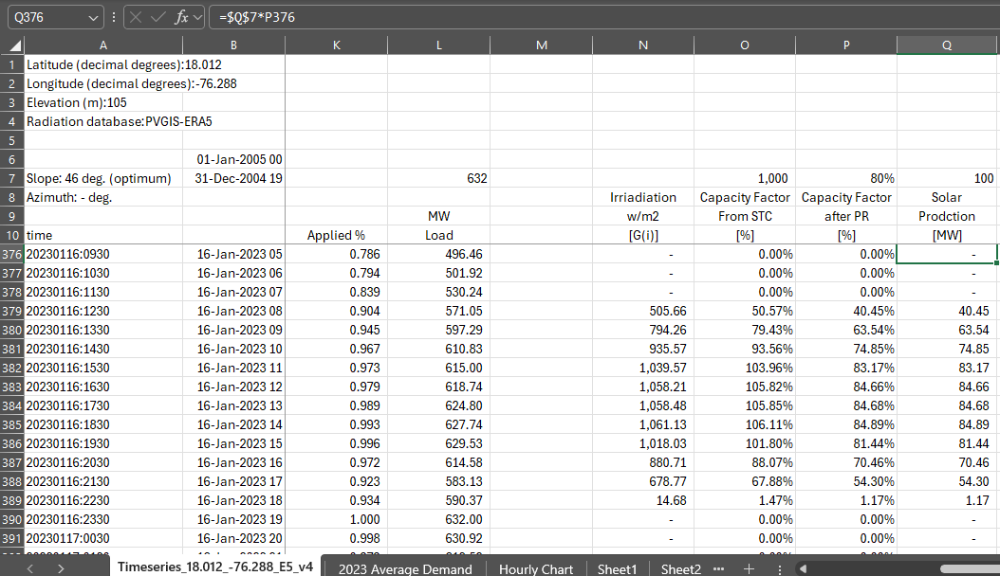 Q376 fx =$Q$7*P376
A B K L M N O P Q
1 Latitude (decimal degrees):18.012
2 Longitude (decimal degrees):-76.288
3 Elevation (m):105
4 Radiation database:PVGIS-ERA5
5
6 01-Jan-2005 00
7 Slope: 46 deg. (optimum) 31-Dec-2004 19 632 1,000 80% 100
8 Azimuth: - deg. Irriadiation Capacity Factor Capacity Factor Solar
9 MW w/m2 From STC after PR Prodction
10 time Applied % Load [G(i)] [%] [%] [MW]
376 20230116:0930 16-Jan-2023 05 0.786 496.46 - 0.00% 0.00% -
377 20230116:1030 16-Jan-2023 06 0.794 501.92 - 0.00% 0.00% -
378 20230116:1130 16-Jan-2023 07 0.839 530.24 - 0.00% 0.00% -
379 20230116:1230 16-Jan-2023 08 0.904 571.05 505.66 50.57% 40.45% 40.45
380 20230116:1330 16-Jan-2023 09 0.945 597.29 794.26 79.43% 63.54% 63.54
381 20230116:1430 16-Jan-2023 10 0.967 610.83 935.57 93.56% 74.85% 74.85
382 20230116:1530 16-Jan-2023 11 0.973 615.00 1,039.57 103.96% 83.17% 83.17
383 20230116:1630 16-Jan-2023 12 0.979 618.74 1,058.21 105.82% 84.66% 84.66
384 20230116:1730 16-Jan-2023 13 0.989 624.80 1,058.48 105.85% 84.68% 84.68
385 20230116:1830 16-Jan-2023 14 0.993 627.74 1,061.13 106.11% 84.89% 84.89
386 20230116:1930 16-Jan-2023 15 0.996 629.53 1,018.03 101.80% 81.44% 81.44
387 20230116:2030 16-Jan-2023 16 0.972 614.58 880.71 88.07% 70.46% 70.46
388 20230116:2130 16-Jan-2023 17 0.923 583.13 678.77 67.88% 54.30% 54.30
389 20230116:2230 16-Jan-2023 18 0.934 590.37 14.68 1.47% 1.17% 1.17
390 20230116:2330 16-Jan-2023 19 1.000 632.00 - 0.00% 0.00% -
391 20230117:0030 16-Jan-2023 20 0.998 630.92 - 0.00% 0.00% -
Timeseries_18.012_-76.288_E5_v4 2023 Average Demand Hourly Chart Sheet1 Sheet2 ···